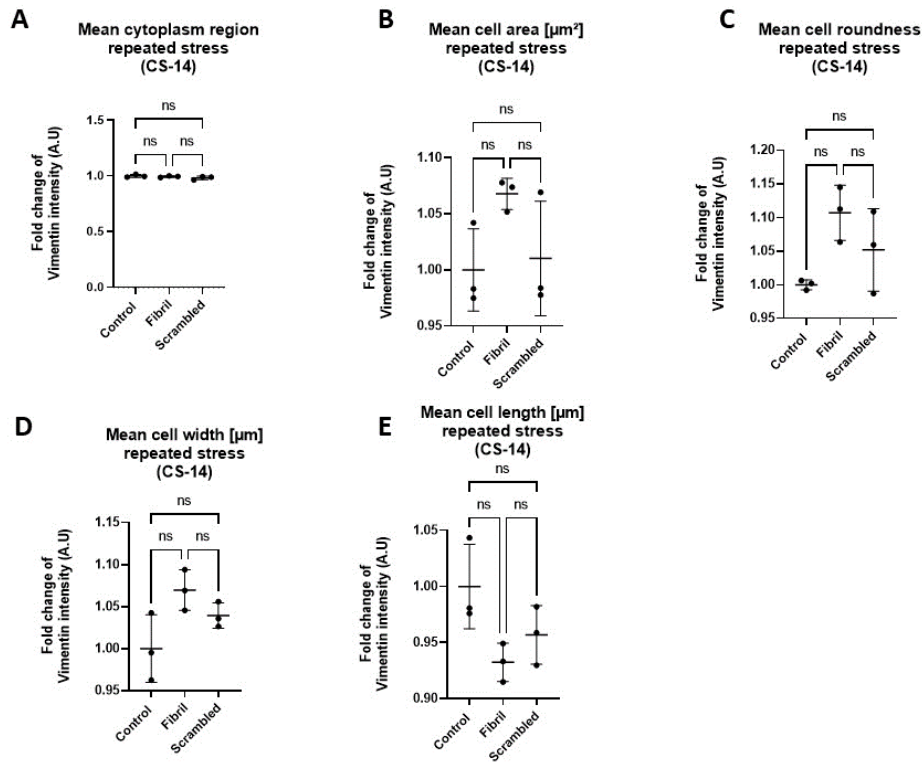 A
Mean cytoplasm region
repeated stress
(CS-14)
ns
ns ns
Fold change of
Vimentin intensity (A.U)
1.5
1.0
0.5
0.0
Control
Fibril
Scrambled
B
Mean cell area [µm²]
repeated stress
(CS-14)
ns
ns ns
Fold change of
Vimentin intensity (A.U)
1.10
1.05
1.00
0.95
Control
Fibril
Scrambled
C
Mean cell roundness
repeated stress
(CS-14)
ns
ns ns
Fold change of
Vimentin intensity (A.U)
1.20
1.15
1.10
1.05
1.00
0.95
Control
Fibril
Scrambled
D
Mean cell width [µm]
repeated stress
(CS-14)
ns
ns ns
Fold change of
Vimentin intensity (A.U)
1.15
1.10
1.05
1.00
0.95
Control
Fibril
Scrambled
E
Mean cell length [µm]
repeated stress
(CS-14)
ns
ns ns
Fold change of
Vimentin intensity (A.U)
1.05
1.00
0.95
0.90
Control
Fibril
Scrambled